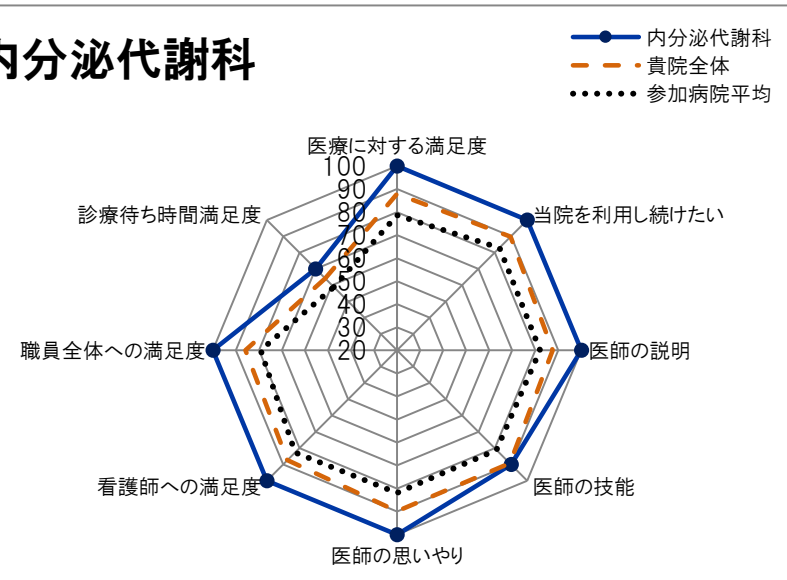 内分泌代謝科
内分泌代謝科
貴院全体
参加病院平均
医療に対する満足度
100
90
80
70
60
50
40
30
20
診療待ち時間満足度
当院を利用し続けたい
職員全体への満足度
医師の説明
看護師への満足度
医師の技能
医師の思いやり